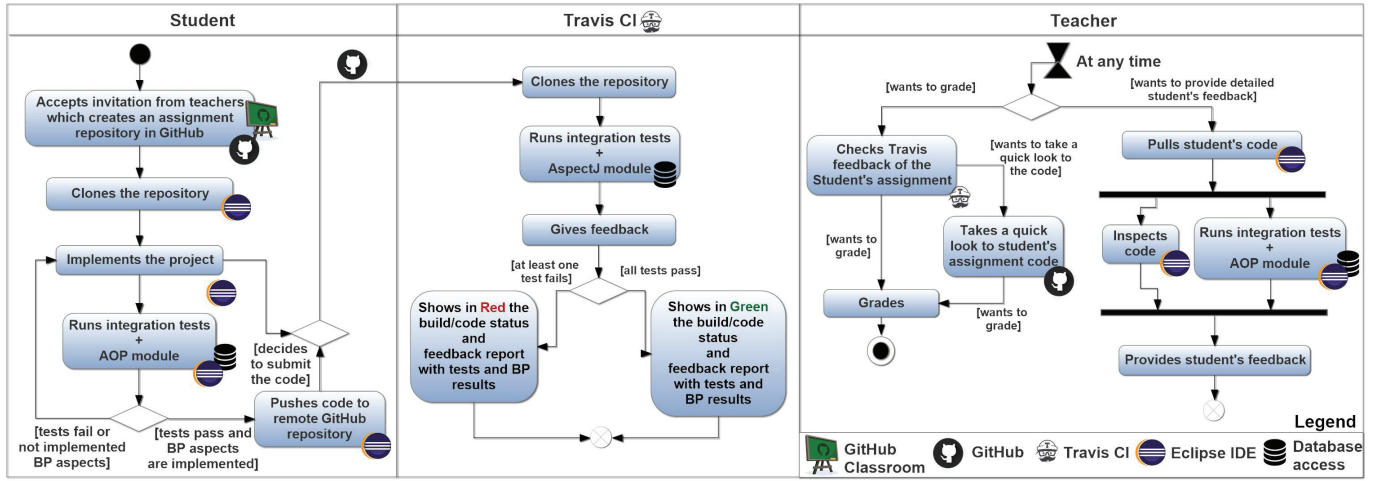 Student
Accepts invitation from teachers
which creates an assignment
repository in GitHub
Clones the repository
Implements the project
Runs integration tests
+
AOP module
[decides
to submit
the code]
Pushes code to
remote GitHub
repository
[tests fail or
not implemented
BP aspects]
[tests pass and
BP aspects
are implemented]
Travis CI
Clones the repository
Runs integration tests
+
AspectJ module
Gives feedback
[at least one
test fails]
[all tests pass]
Shows in Red the
build/code status
and
feedback report
with tests and BP
results
Shows in Green
the build/code
status
and
feedback report
with tests and
BP results
Teacher
At any time
[wants to grade]
[wants to provide detailed
student's feedback]
Checks Travis
feedback of the
Student's assignment
[wants to take a
quick look to
the code]
Pulls student's code
[wants to
grade]
Takes a quick
look to student's
assignment code
Inspects
code
Runs integration tests
+
AOP module
Grades
[wants to
grade]
Provides student's feedback
Legend
GitHub
Classroom
GitHub
Travis CI
Eclipse IDE
Database
access